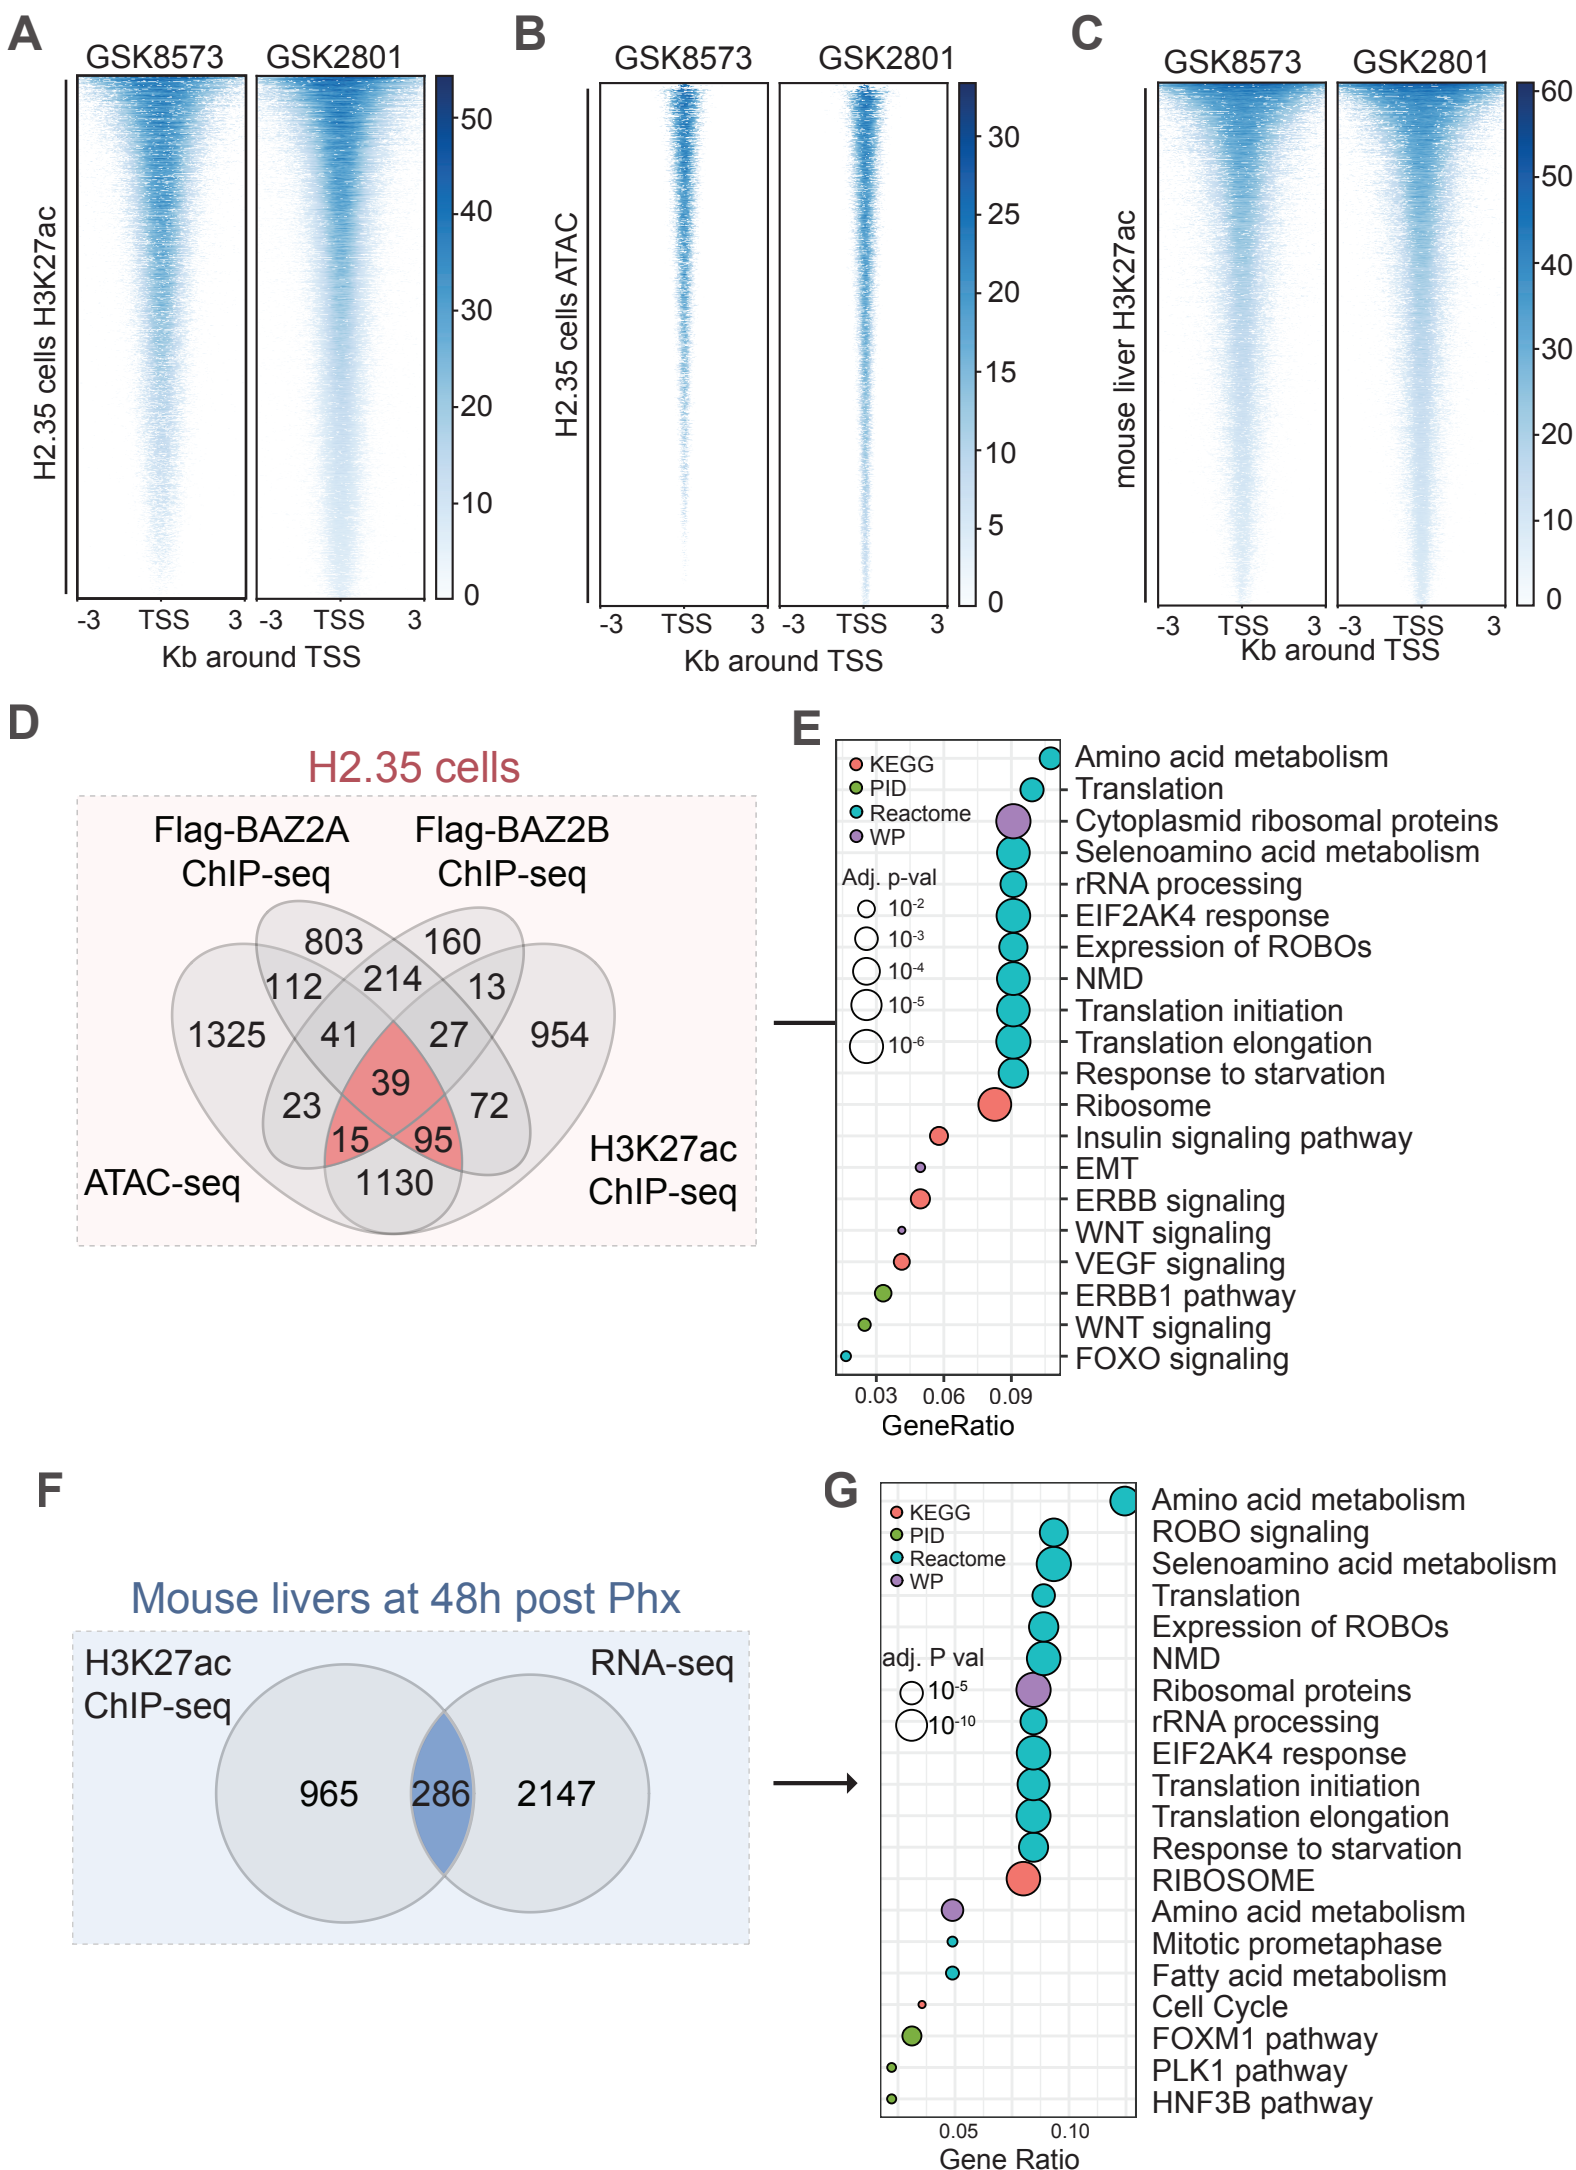 A
GSK8573
GSK2801
H2.35 cells H3K27ac
50
40
30
20
10
0
-3
TSS
3
-3
TSS
3
Kb around TSS
B
GSK8573
GSK2801
H2.35 cells ATAC
30
25
20
15
10
5
0
-3
TSS
3
-3
TSS
3
Kb around TSS
C
GSK8573
GSK2801
mouse liver H3K27ac
60
50
40
30
20
10
0
-3
TSS
3
-3
TSS
3
Kb around TSS
D
H2.35 cells
Flag-BAZ2A
ChIP-seq
Flag-BAZ2B
ChIP-seq
803
160
112
214
13
1325
41
27
954
39
23
72
15
95
1130
ATAC-seq
H3K27ac
ChIP-seq
E
KEGG
PID
Reactome
WP
Adj. p-val
10-2
10-3
10-4
10-5
10-6
Amino acid metabolism
Translation
Cytoplasmid ribosomal proteins
Selenoamino acid metabolism
rRNA processing
EIF2AK4 response
Expression of ROBOs
NMD
Translation initiation
Translation elongation
Response to starvation
Ribosome
Insulin signaling pathway
EMT
ERBB signaling
WNT signaling
VEGF signaling
ERBB1 pathway
WNT signaling
FOXO signaling
0.03
0.06
0.09
GeneRatio
F
Mouse livers at 48h post Phx
H3K27ac
ChIP-seq
RNA-seq
965
286
2147
G
KEGG
PID
Reactome
WP
adj. P val
10-5
10-10
Amino acid metabolism
ROBO signaling
Selenoamino acid metabolism
Translation
Expression of ROBOs
NMD
Ribosomal proteins
rRNA processing
EIF2AK4 response
Translation initiation
Translation elongation
Response to starvation
RIBOSOME
Amino acid metabolism
Mitotic prometaphase
Fatty acid metabolism
Cell Cycle
FOXM1 pathway
PLK1 pathway
HNF3B pathway
0.05
0.10
Gene Ratio